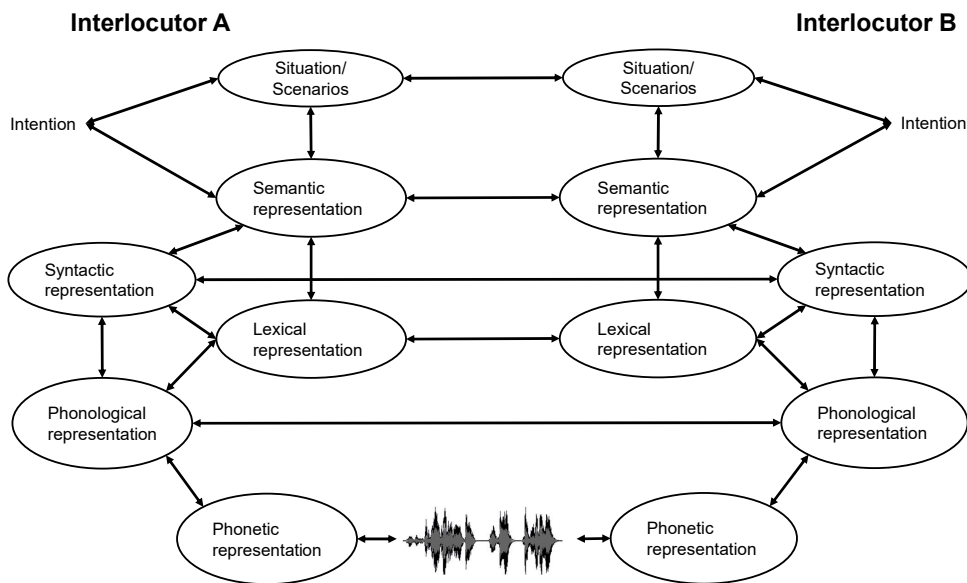 Interlocutor A
Interlocutor B
Situation/
Scenarios
Situation/
Scenarios
Intention
Intention
Semantic
representation
Semantic
representation
Syntactic
representation
Syntactic
representation
Lexical
representation
Lexical
representation
Phonological
representation
Phonological
representation
Phonetic
representation
Phonetic
representation